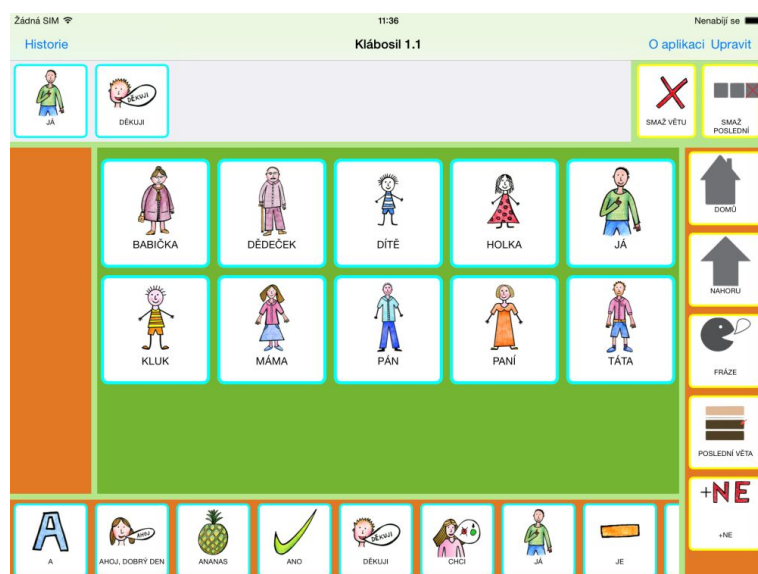 Žádná SIM
11:36
Nenabíjí se
Historie
Klábosil 1.1
O aplikaci
Upravit
DĚKUJI
JÁ
DĚKUJI
SMAŽ VĚTU
SMAŽ
POSLEDNÍ
BABIČKA
DĚDEČEK
DÍTĚ
HOLKA
JÁ
DOMŮ
KLUK
MÁMA
PÁN
PANÍ
TÁTA
NAHORU
FRÁZE
POSLEDNÍ VĚTA
+NE
+NE
A
AHOJ
DĚKUJI
A
AHOJ, DOBRÝ DEN
ANANAS
ANO
DĚKUJI
CHCI
JÁ
JE